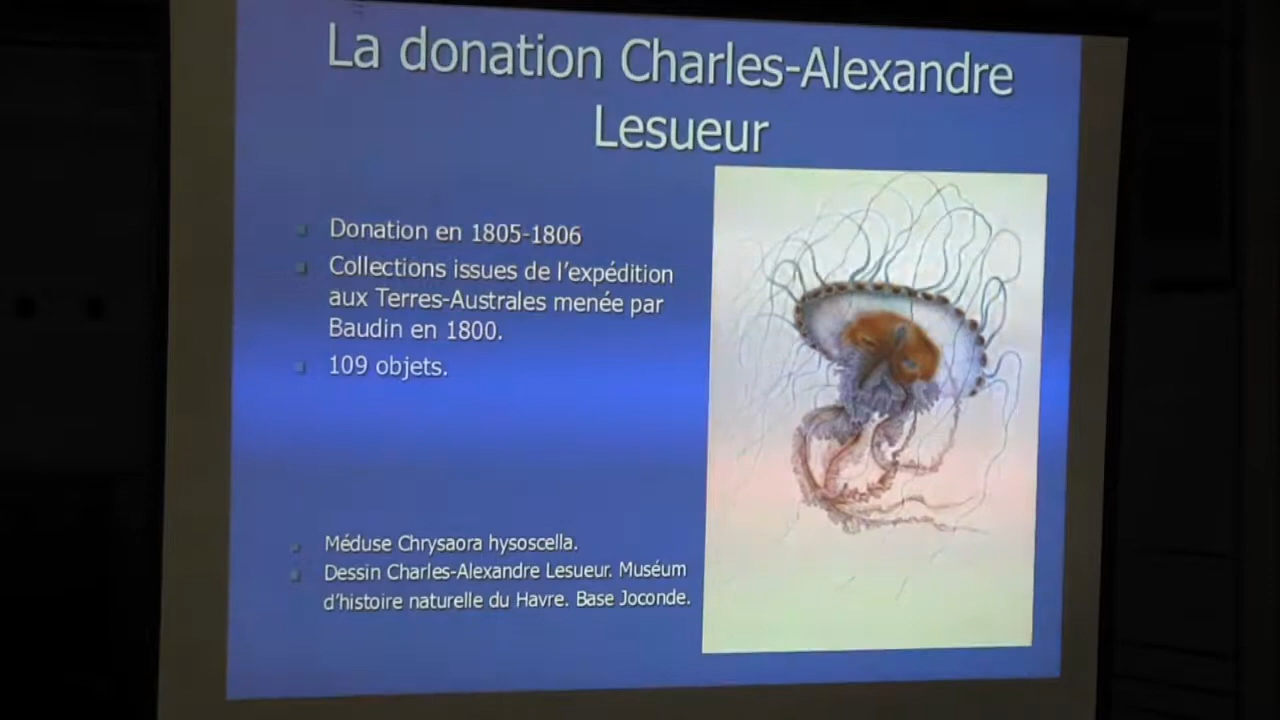 La donation Charles-Alexandre
Lesueur
Donation en 1805-1806
Collections issues de l'expédition
aux Terres-Australes menée par
Baudin en 1800.
109 objets.
Méduse Chrysaora hysoscella.
Dessin Charles-Alexandre Lesueur. Muséum
d'histoire naturelle du Havre. Base Joconde.